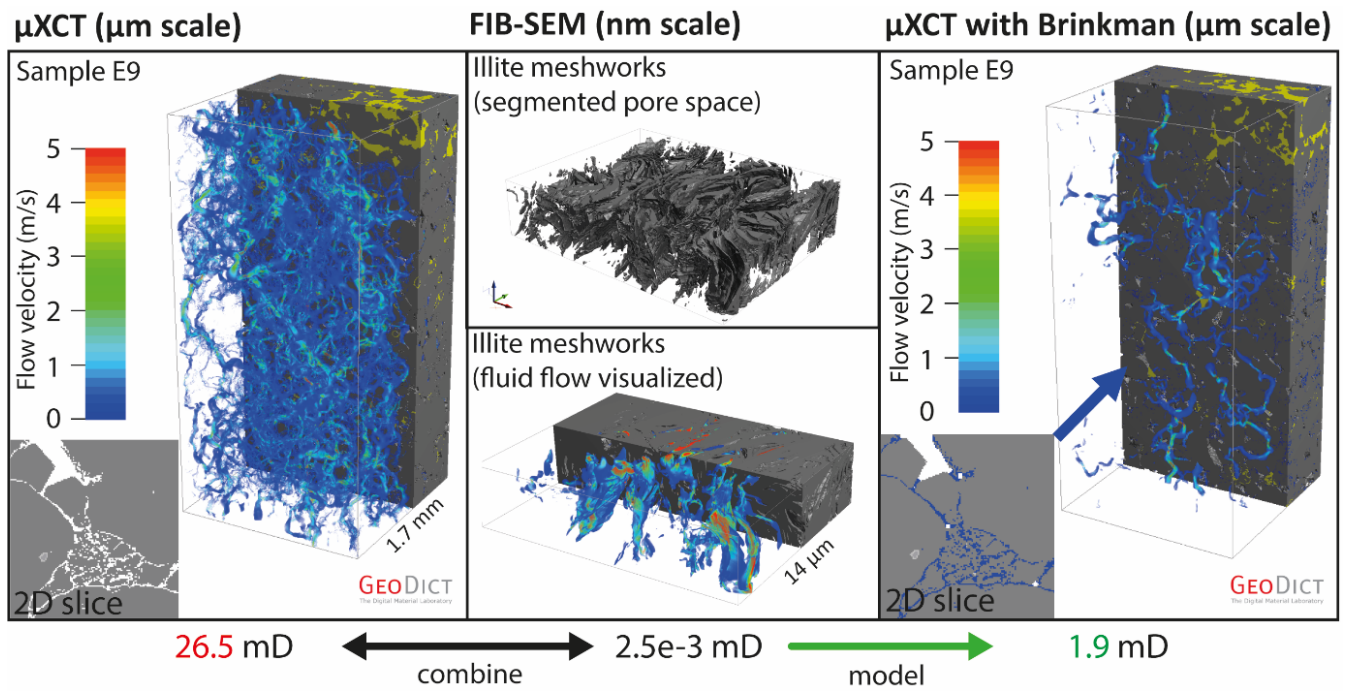 μXCT (μm scale)
FIB-SEM (nm scale)
μXCT with Brinkman (μm scale)
Sample E9
5
4
3
2
1
0
Flow velocity (m/s)
1.7 mm
2D slice
GEODICT
The Digital Material Laboratory
Illite meshworks
(segmented pore space)
Illite meshworks
(fluid flow visualized)
14 μm
Sample E9
5
4
3
2
1
0
Flow velocity (m/s)
2D slice
GEODICT
The Digital Material Laboratory
26.5 mD
combine
2.5e-3 mD
model
1.9 mD